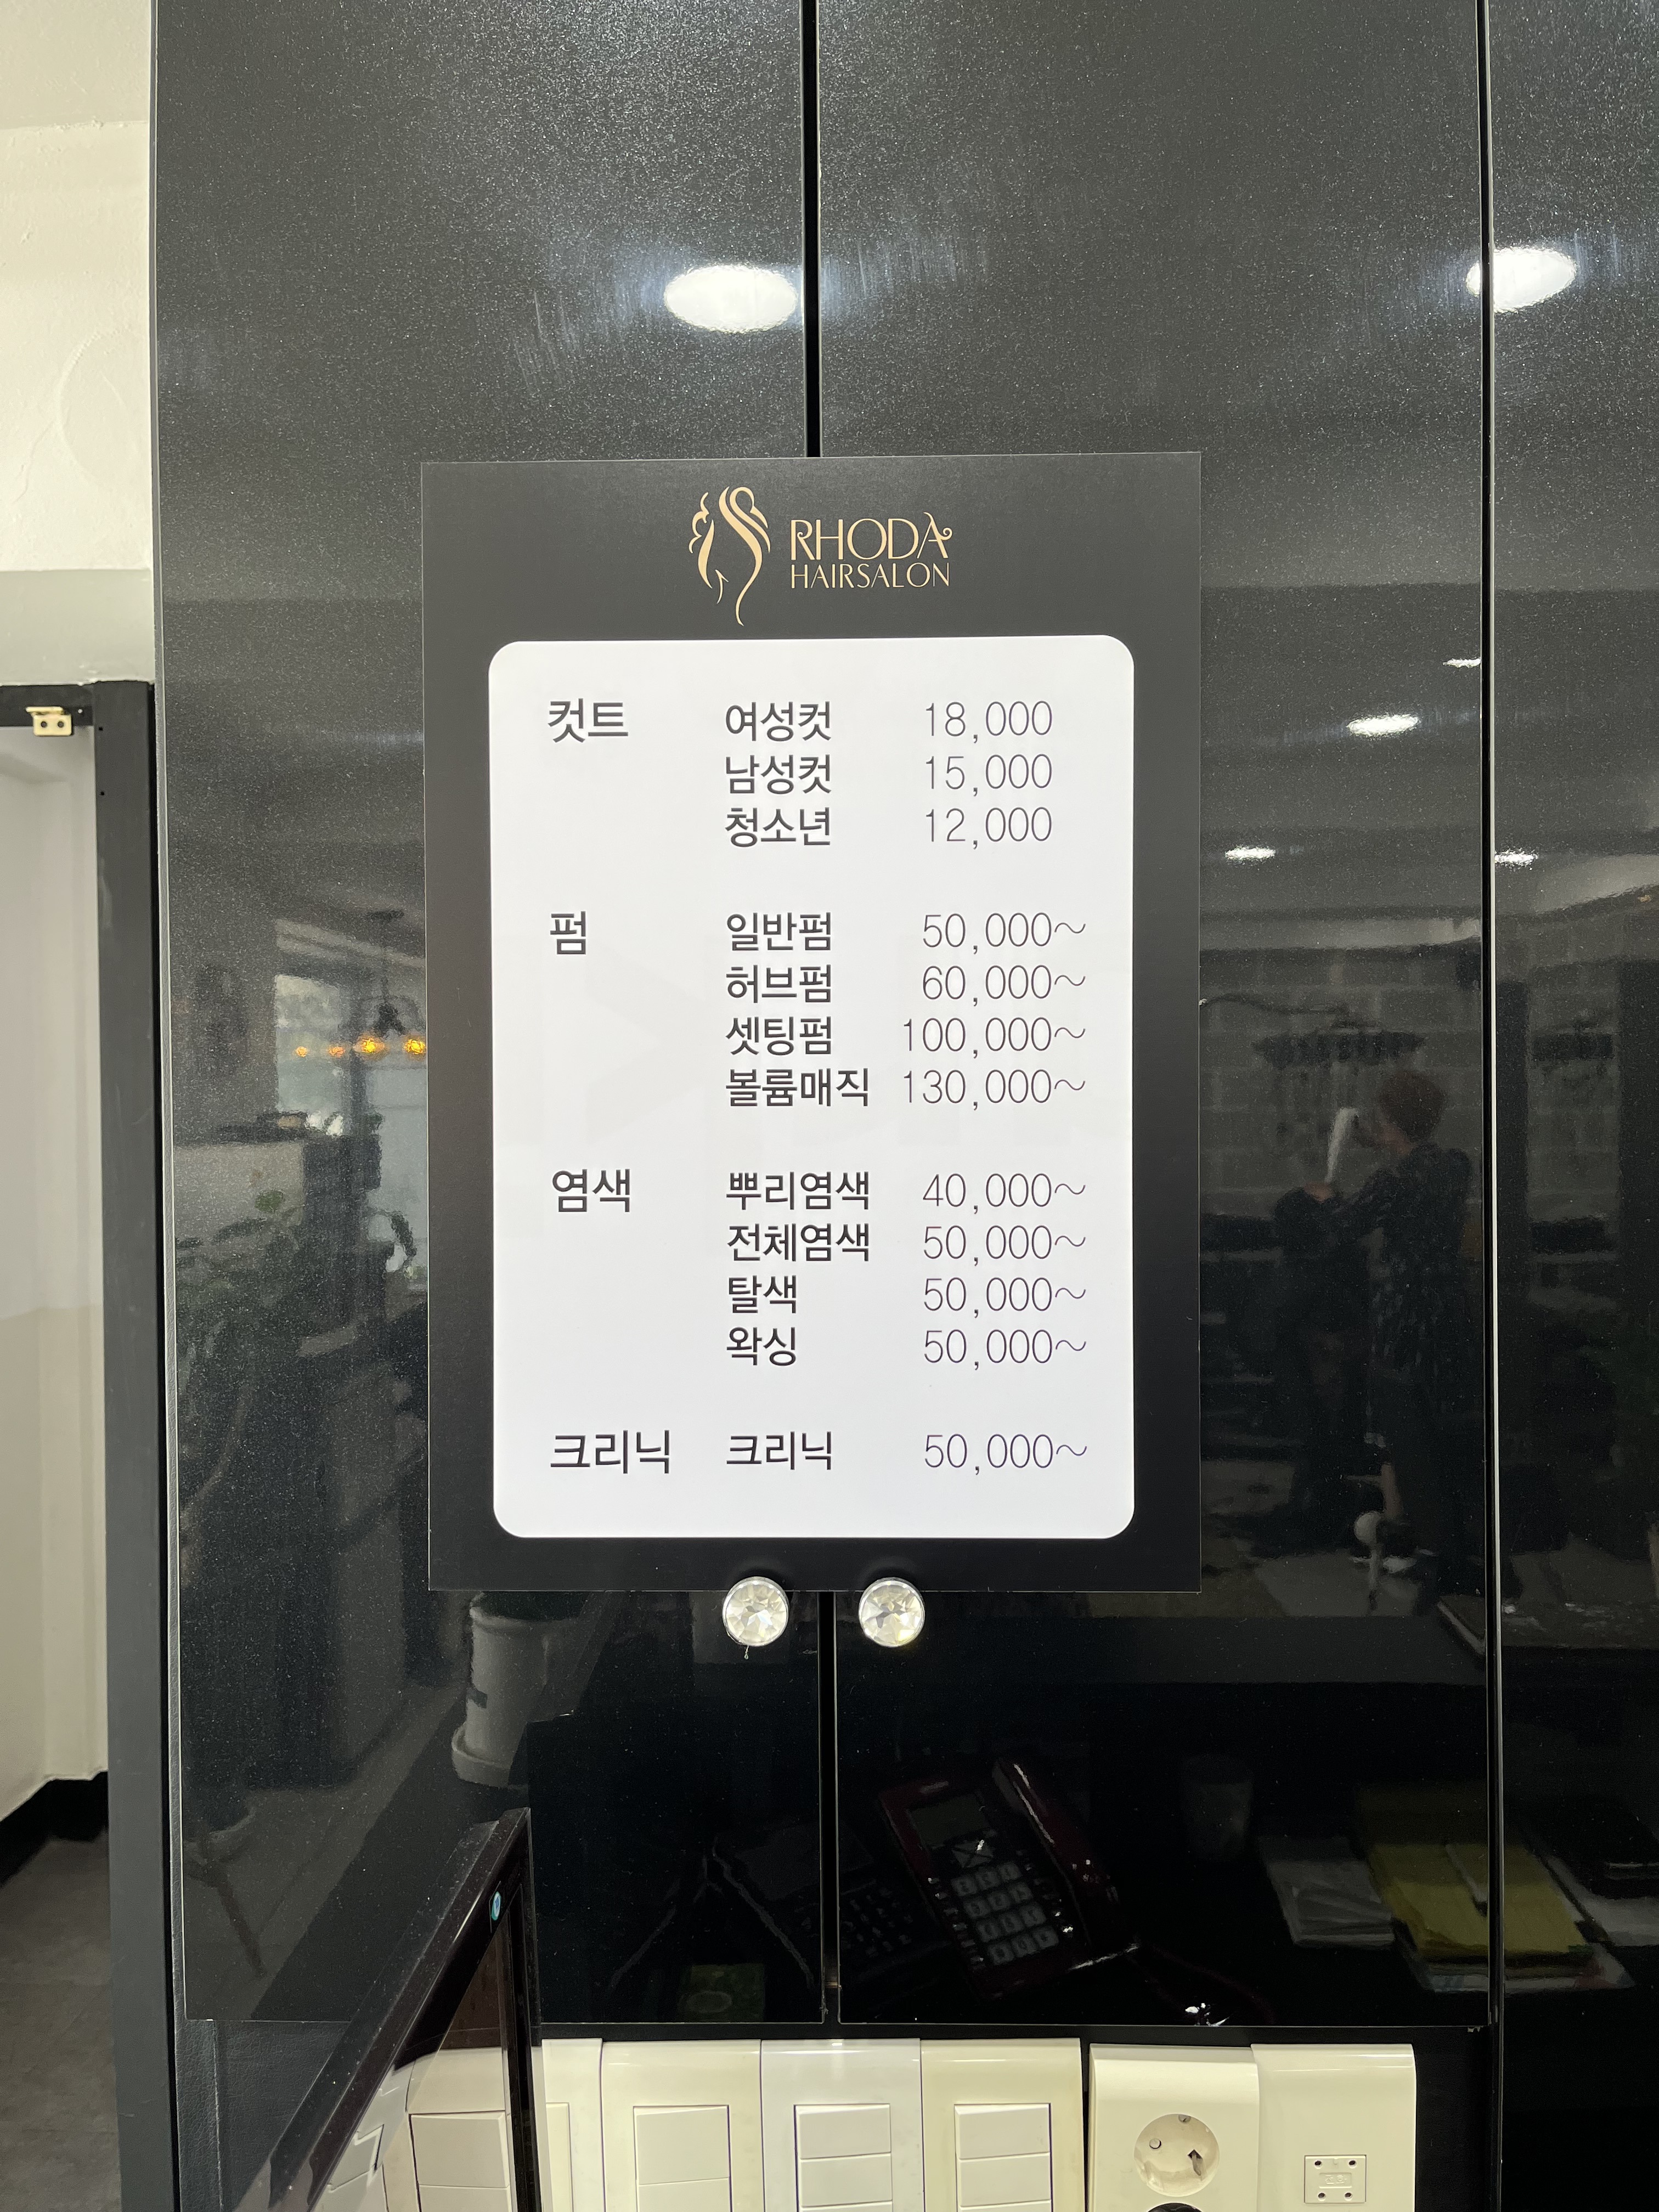 RHODA
HAIRSALON
컷트 여성컷 18,000
남성컷 15,000
청소년 12,000
펌 일반펌 50,000~
허브펌 60,000~
셋팅펌 100,000~
볼륨매직 130,000~
염색 뿌리염색 40,000~
전체염색 50,000~
탈색 50,000~
왁싱 50,000~
크리닉 크리닉 50,000~